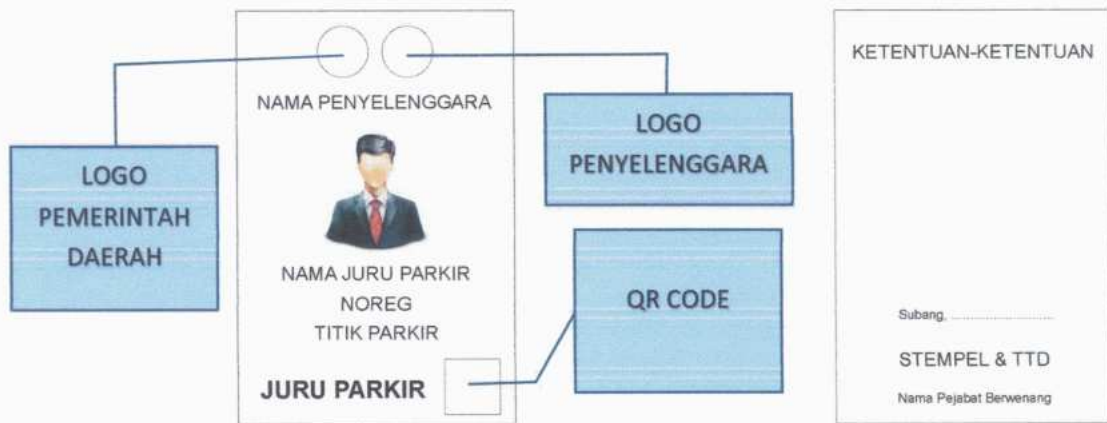 NAMA PENYELENGGARA
NAMA JURU PARKIR
NOREG
TITIK PARKIR
JURU PARKIR
LOGO
PEMERINTAH
DAERAH
LOGO
PENYELENGGARA
QR CODE
KETENTUAN-KETENTUAN
Subang, ...........................
STEMPEL & TTD
Nama Pejabat Berwenang